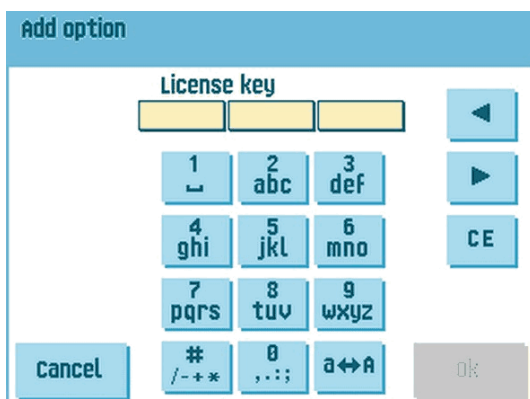 Add option
License key
1 2 3
␣ abc def
4 5 6
ghi jkl mno CE
7 8 9
pqrs tuv wxyz
# 0
/-+* ,.:; a↔A
Cancel Ok